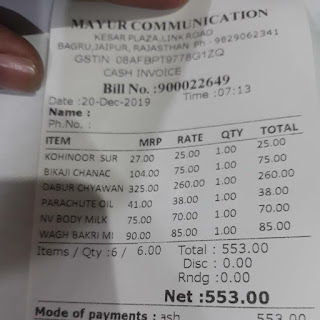 MAYUR COMMUNICATION
KESAR PLAZA,LINK ROAD
BAGRU,JAIPUR, RAJASTHAN Ph : 9829062341
GSTIN 08AFBPT9778G1ZQ
CASH INVOICE
Bill No. :900022649
Date :20-Dec-2019 Time :07:13
Name :
Ph.No. :
ITEM MRP RATE QTY TOTAL
KOHINOOR SUR 27.00 25.00 1.00 25.00
BIKAJI CHANAC 104.00 75.00 1.00 75.00
DABUR CHYAWAN 325.00 260.00 1.00 260.00
PARACHUTE OIL 41.00 38.00 1.00 38.00
NV BODY MILK 75.00 70.00 1.00 70.00
WAGH BAKRI MI 90.00 85.00 1.00 85.00
Items / Qty :6 / 6.00 Total : 553.00
Disc : 0.00
Rndg :0.00
Net :553.00
Mode of payments : ash 553.00